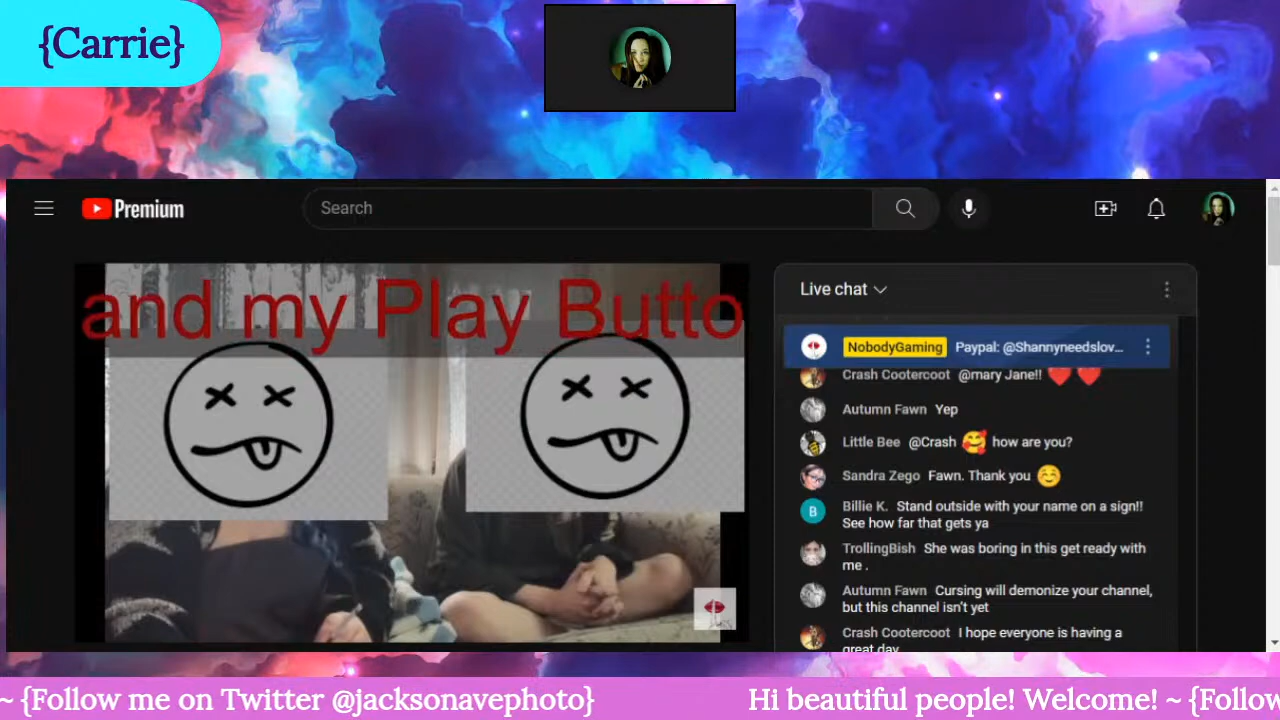 {Carrie}
Premium
Search
and my Play Butto
Live chat
NobodyGaming Paypal: @Shannyneedslov...
Crash Cootercoot @mary Jane!! ❤️ ❤️
Autumn Fawn Yep
Little Bee @Crash 🥰 how are you?
Sandra Zego Fawn. Thank you ☺️
B
Billie K. Stand outside with your name on a sign!!
See how far that gets ya
TrollingBish She was boring in this get ready with
me .
Autumn Fawn Cursing will demonize your channel,
but this channel isn't yet
Crash Cootercoot I hope everyone is having a
great day
~ {Follow me on Twitter @jacksonavephoto}
Hi beautiful people! Welcome! ~ {Follow